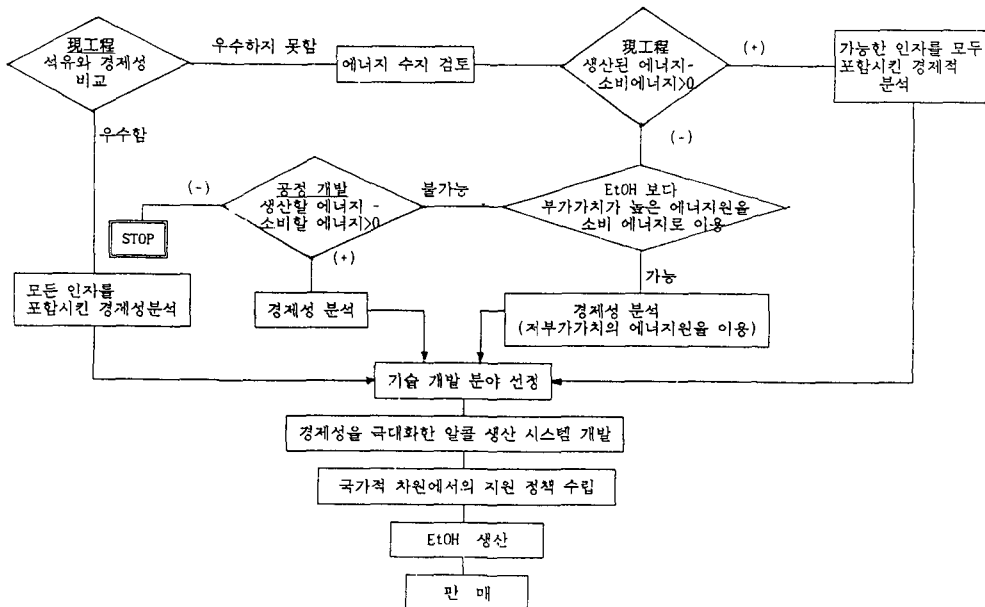 現工程
석유와 경제성
비교
우수하지 못함
에너지 수지 검토
現工程
생산된 에너지-
소비에너지>0
(+)
가능한 인자를 모두
포함시킨 경제적
분석
우수함
(-)
(-)
공정 개발
생산할 에너지 -
소비할 에너지>0
불가능
EtOH 보다
부가가치가 높은 에너지원을
소비 에너지로 이용
STOP
(+)
가능
모든 인자를
포함시킨 경제성분석
경제성 분석
경제성 분석
(저부가가치의 에너지원을 이용)
기술 개발 분야 선정
경제성을 극대화한 알콜 생산 시스템 개발
국가적 차원에서의 지원 정책 수립
EtOH 생산
판 매